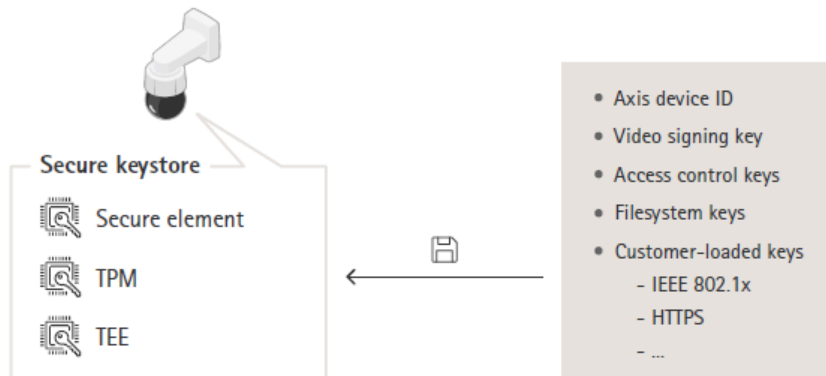 Secure keystore
Secure element
TPM
TEE
• Axis device ID
• Video signing key
• Access control keys
• Filesystem keys
• Customer-loaded keys
- IEEE 802.1x
- HTTPS
- ...